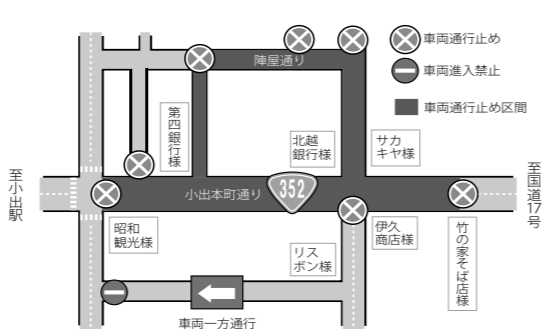 車両通行止め
陣屋通り
車両進入禁止
車両通行止め区間
第四銀行様
北越
銀行様
サカ
キヤ様
至小出駅
至国道17号
小出本町通り
352
昭和
観光様
伊久
商店様
竹の家そば店様
リス
ボン様
車両一方通行